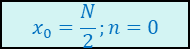 x₀ = N/2 ; n = 0